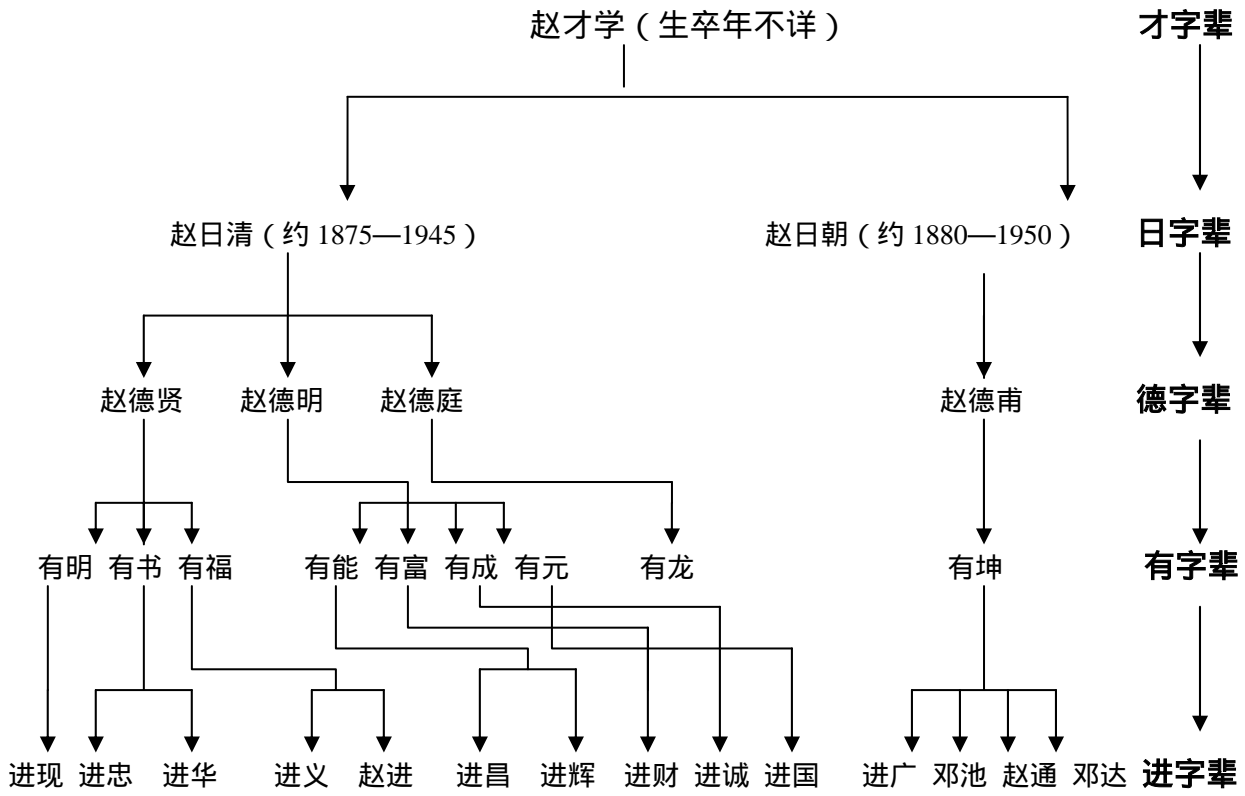 赵才学（生卒年不详） 才字辈
赵日清（约 1875—1945） 赵日朝（约 1880—1950） 日字辈
赵德贤 赵德明 赵德庭 赵德甫 德字辈
有明 有书 有福 有能 有富 有成 有元 有龙 有坤 有字辈
进现 进忠 进华 进义 赵进 进昌 进辉 进财 进诚 进国 进广 邓池 赵通 邓达 进字辈